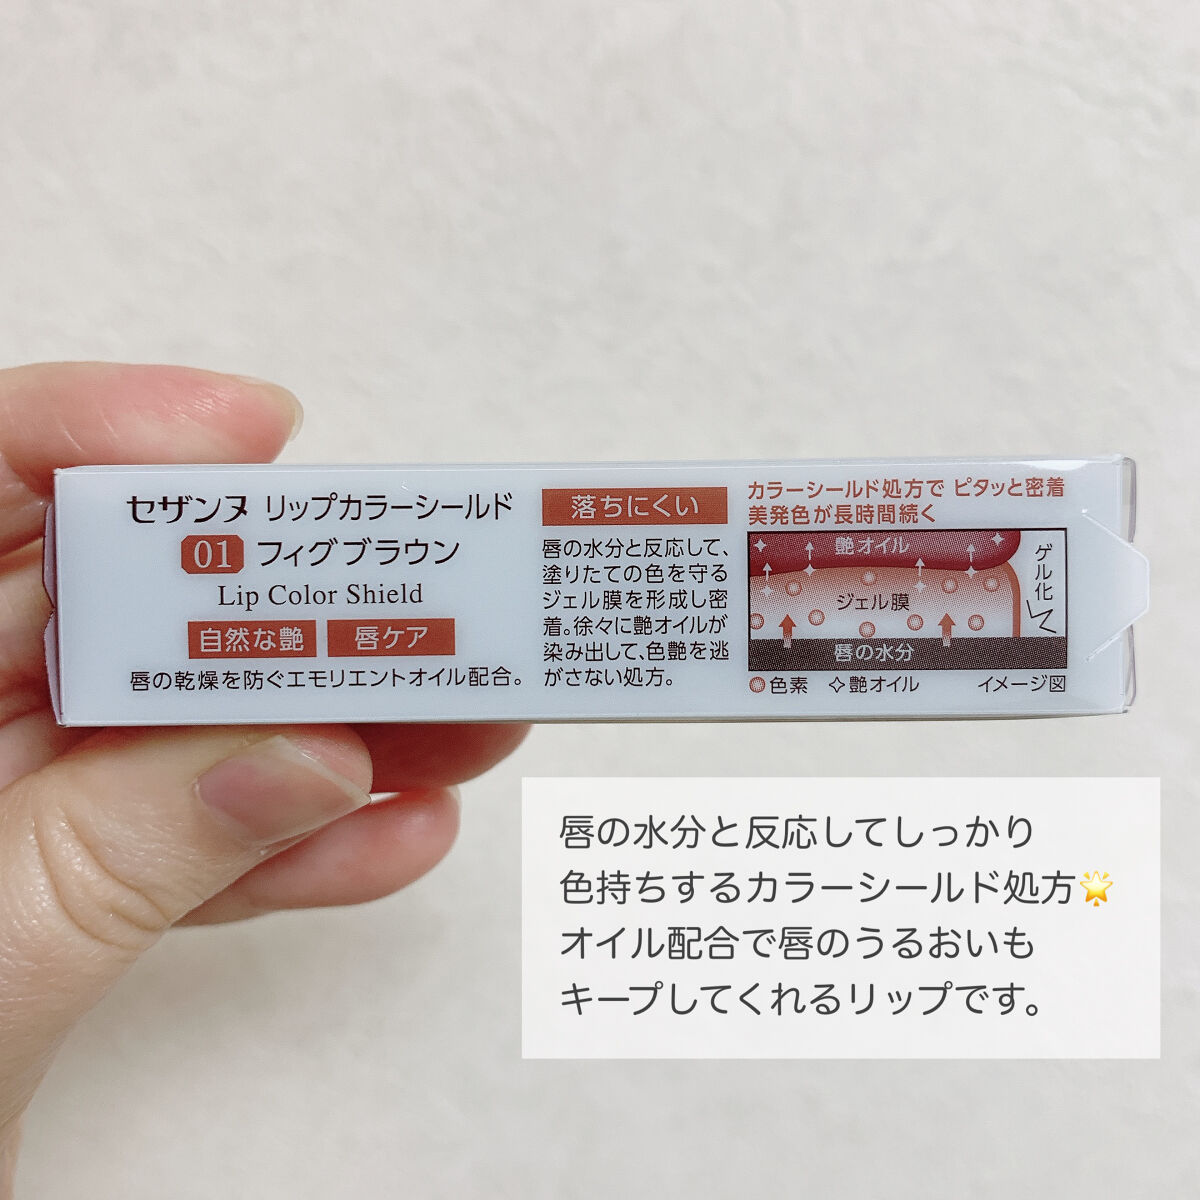 セザンヌ リップカラーシールド
01 フィグブラウン
Lip Color Shield
自然な艶 唇ケア
唇の乾燥を防ぐエモリエントオイル配合。
落ちにくい
唇の水分と反応して、
塗りたての色を守る
ジェル膜を形成し密
着。徐々に艶オイルが
染み出して、色艶を逃
がさない処方。
カラーシールド処方で ピタッと密着
美発色が長時間続く
艶オイル
ジェル膜
唇の水分
ゲル化
色素 艶オイル イメージ図
唇の水分と反応してしっかり
色持ちするカラーシールド処方🌟
オイル配合で唇のうるおいも
キープしてくれるリップです。